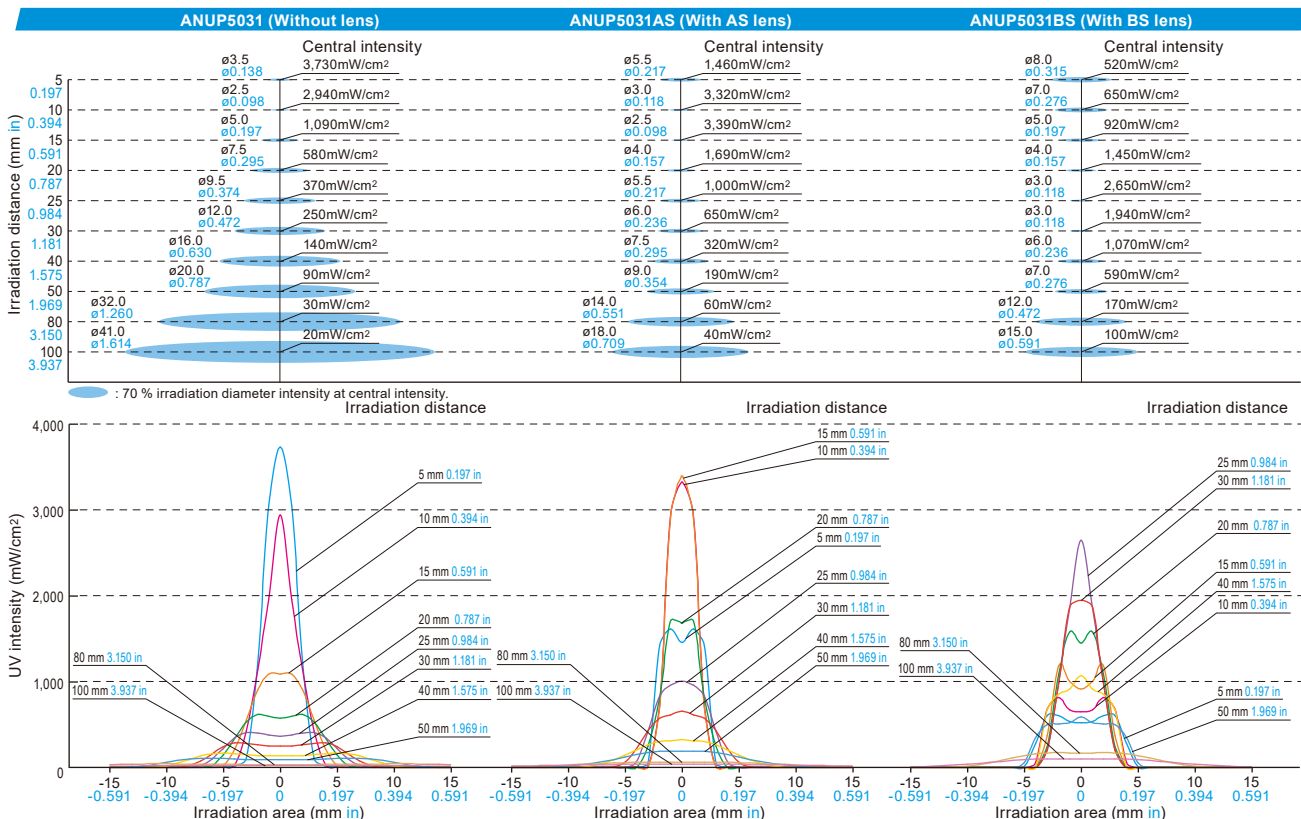 ANUP5031 (Without lens)
ANUP5031AS (With AS lens)
ANUP5031BS (With BS lens)
Irradiation distance (mm in)
5
0.197
10
0.394
15
0.591
20
0.787
25
0.984
30
1.181
40
1.575
50
1.969
80
3.150
100
3.937
Central intensity
ø3.5
ø0.138
3,730mW/cm2
ø2.5
ø0.098
2,940mW/cm2
ø5.0
ø0.197
1,090mW/cm2
ø7.5
ø0.295
580mW/cm2
ø9.5
ø0.374
370mW/cm2
ø12.0
ø0.472
250mW/cm2
ø16.0
ø0.630
140mW/cm2
ø20.0
ø0.787
90mW/cm2
ø32.0
ø1.260
30mW/cm2
ø41.0
ø1.614
20mW/cm2
Central intensity
ø5.5
ø0.217
1,460mW/cm2
ø3.0
ø0.118
3,320mW/cm2
ø2.5
ø0.098
3,390mW/cm2
ø4.0
ø0.157
1,690mW/cm2
ø5.5
ø0.217
1,000mW/cm2
ø6.0
ø0.236
650mW/cm2
ø7.5
ø0.295
320mW/cm2
ø9.0
ø0.354
190mW/cm2
ø14.0
ø0.551
60mW/cm2
ø18.0
ø0.709
40mW/cm2
Central intensity
ø8.0
ø0.315
520mW/cm2
ø7.0
ø0.276
650mW/cm2
ø5.0
ø0.197
920mW/cm2
ø4.0
ø0.157
1,450mW/cm2
ø3.0
ø0.118
2,650mW/cm2
ø3.0
ø0.118
1,940mW/cm2
ø6.0
ø0.236
1,070mW/cm2
ø7.0
ø0.276
590mW/cm2
ø12.0
ø0.472
170mW/cm2
ø15.0
ø0.591
100mW/cm2
: 70 % irradiation diameter intensity at central intensity.
UV intensity (mW/cm2)
4,000
3,000
2,000
1,000
0
Irradiation distance
5 mm 0.197 in
10 mm 0.394 in
15 mm 0.591 in
20 mm 0.787 in
25 mm 0.984 in
30 mm 1.181 in
40 mm 1.575 in
50 mm 1.969 in
80 mm 3.150 in
100 mm 3.937 in
-15 -10 -5 0 5 10 15
-0.591 -0.394 -0.197 0 0.197 0.394 0.591
Irradiation area (mm in)
Irradiation distance
15 mm 0.591 in
10 mm 0.394 in
20 mm 0.787 in
5 mm 0.197 in
25 mm 0.984 in
30 mm 1.181 in
40 mm 1.575 in
50 mm 1.969 in
80 mm 3.150 in
100 mm 3.937 in
-15 -10 -5 0 5 10 15
-0.591 -0.394 -0.197 0 0.197 0.394 0.591
Irradiation area (mm in)
Irradiation distance
25 mm 0.984 in
30 mm 1.181 in
20 mm 0.787 in
15 mm 0.591 in
40 mm 1.575 in
10 mm 0.394 in
80 mm 3.150 in
100 mm 3.937 in
5 mm 0.197 in
50 mm 1.969 in
-15 -10 -5 0 5 10 15
-0.591 -0.394 -0.197 0 0.197 0.394 0.591
Irradiation area (mm in)